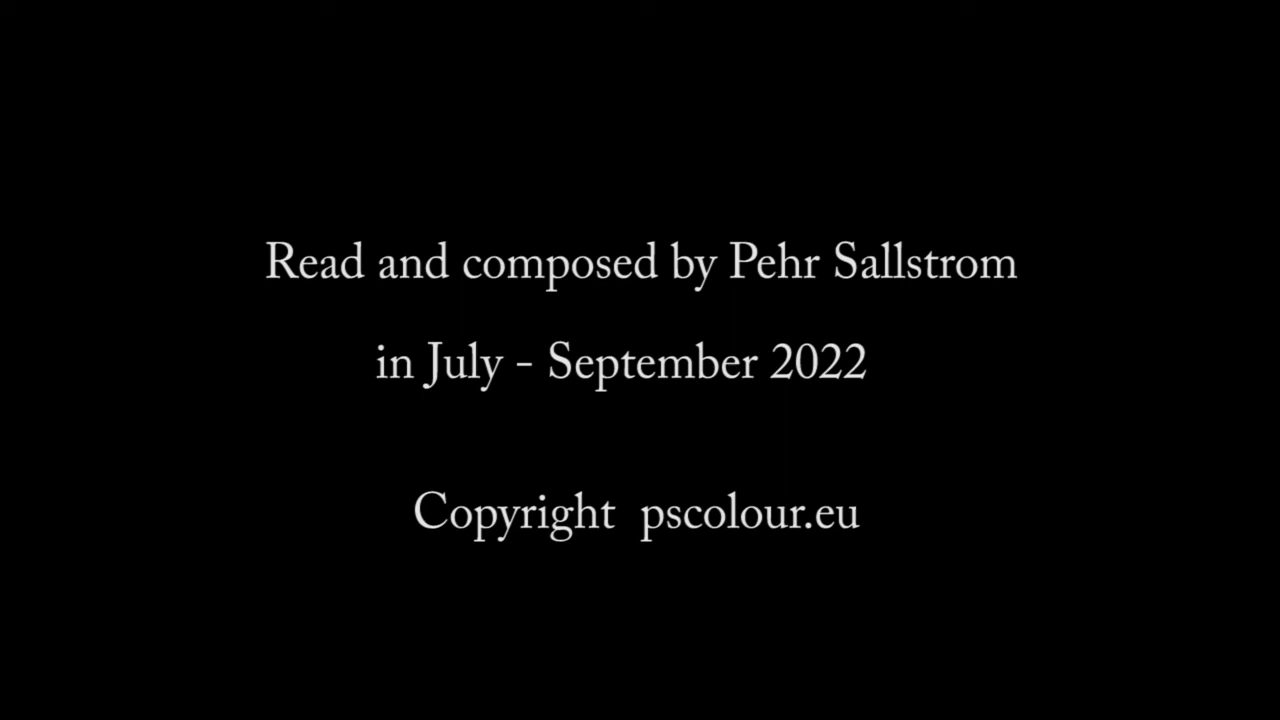 Read and composed by Pehr Sallstrom
in July - September 2022
Copyright pscolour.eu